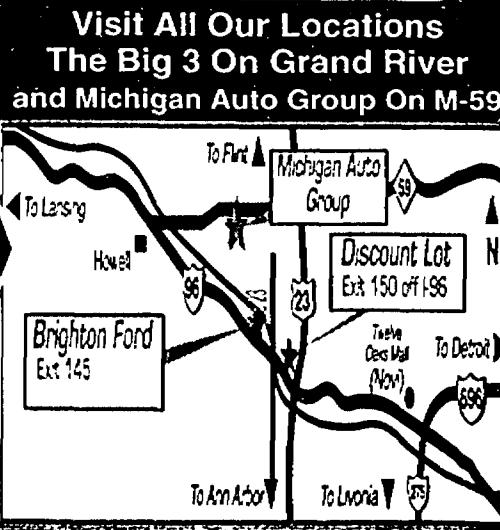 Visit All Our Locations
The Big 3 On Grand River
and Michigan Auto Group On M-59
To Flint
Michigan Auto
Group
59
To Lansing
N
Howell
Discount Lot
Exit 150 off I-96
96
23
23
Brighton Ford
Exit 145
Twelve
Oaks Mall
(Novi)
To Detroit
696
To Ann Arbor
To Livonia
275